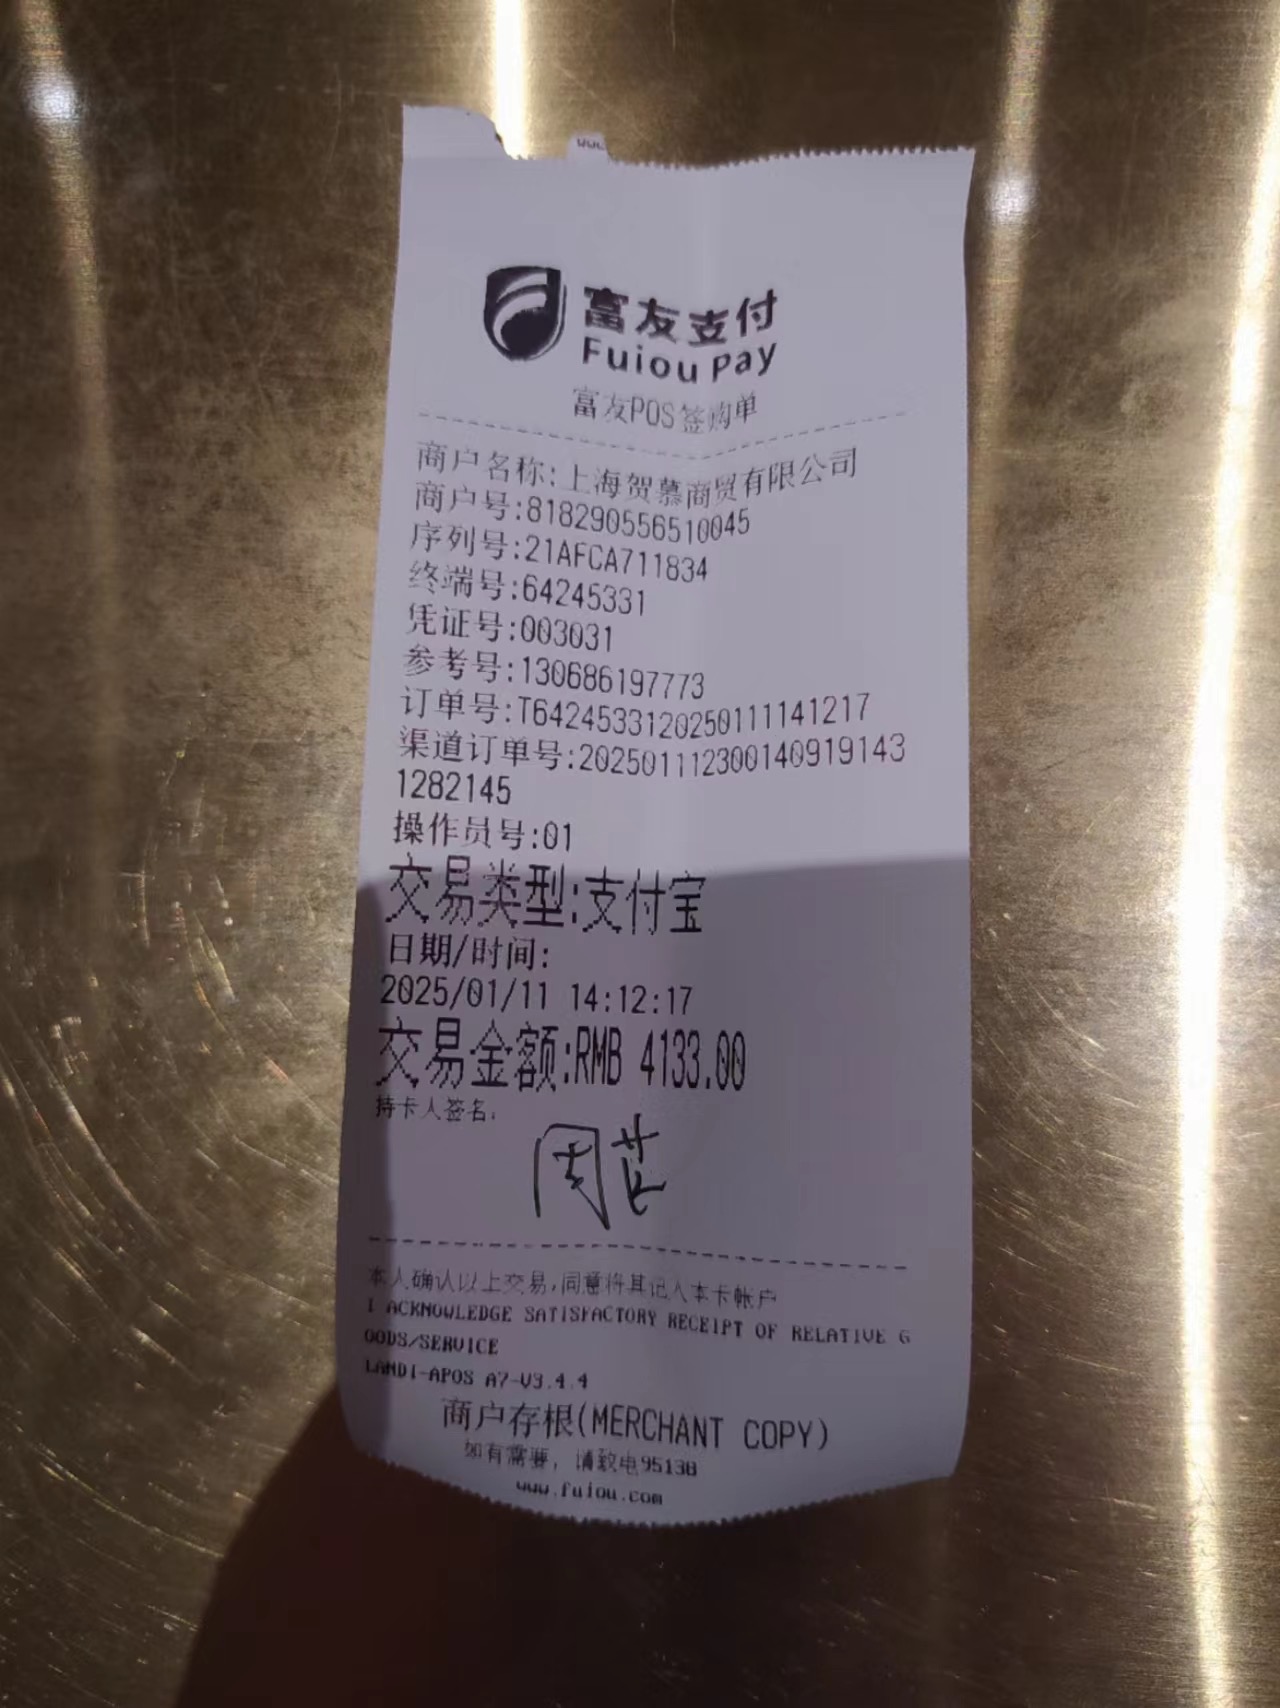 富友支付
Fuiou Pay
富友POS签购单
商户名称:上海贺慕商贸有限公司
商户号:818290556510045
序列号:21AFCA711834
终端号:64245331
凭证号:003031
参考号:130686197773
订单号:T6424533120250111141217
渠道订单号:202501112300140919143
1282145
操作员号:01
交易类型:支付宝
日期/时间:
2025/01/11 14:12:17
交易金额:RMB 4133.00
持卡人签名:
周芷
本人确认以上交易,同意将其记入本卡帐户
I ACKNOWLEDGE SATISFACTORY RECEIPT OF RELATIVE G
OODS/SERVICE
LANDI-APOS A7-V3.4.4
商户存根(MERCHANT COPY)
如有需要，请致电95138
www.fuiou.com